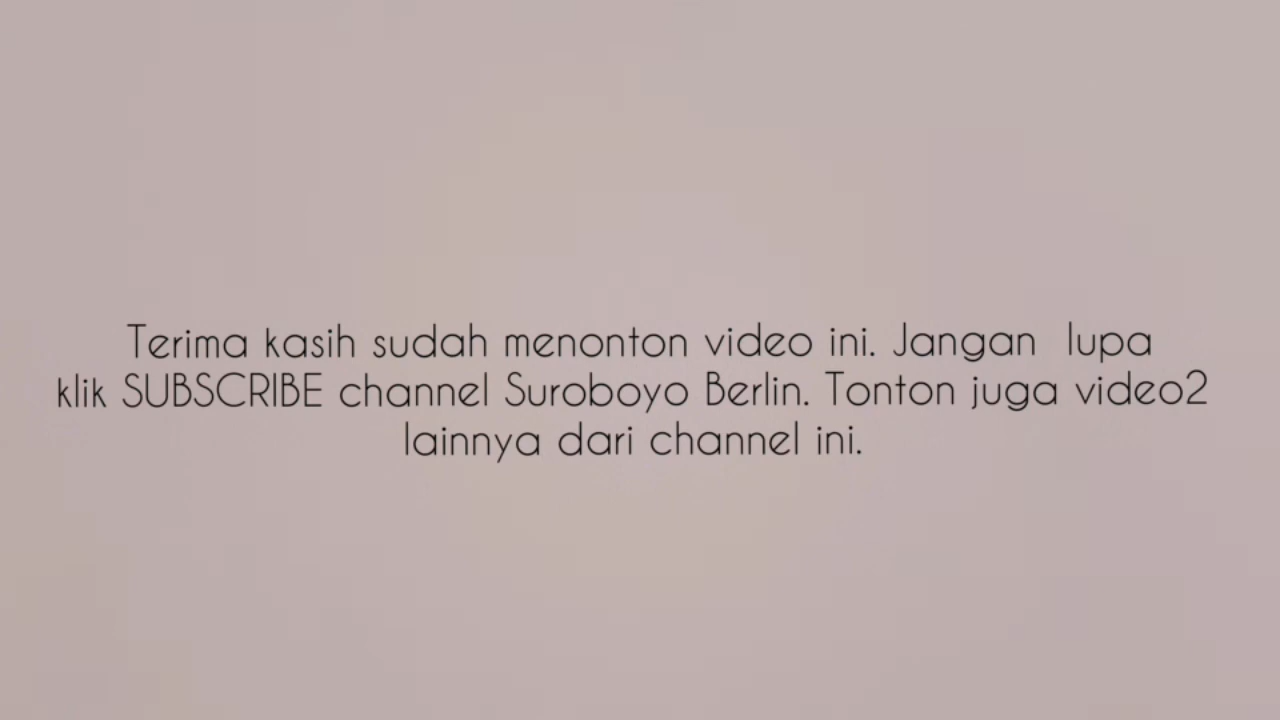 Terima kasih sudah menonton video ini. Jangan  lupa
klik SUBSCRIBE channel Suroboyo Berlin. Tonton juga video2
lainnya dari channel ini.